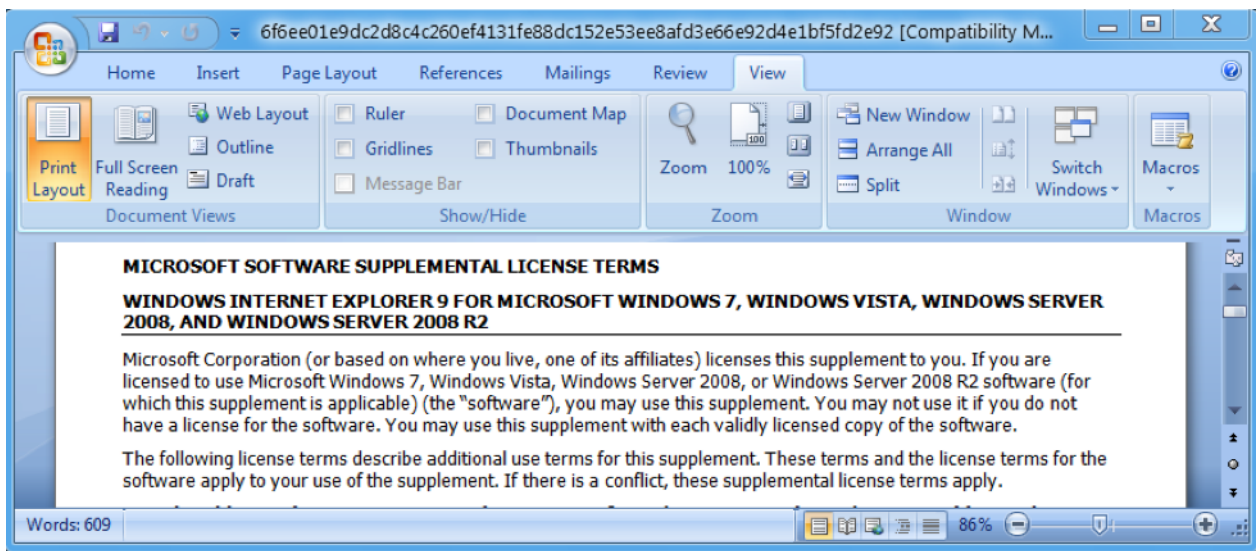 6f6ee01e9dc2d8c4c260ef4131fe88dc152e53ee8afd3e66e92d4e1bf5fd2e92 [Compatibility M...
Home Insert Page Layout References Mailings Review View
Print Layout
Full Screen Reading
Web Layout
Outline
Draft
Document Views
Ruler
Gridlines
Message Bar
Document Map
Thumbnails
Show/Hide
Zoom
100
100%
Zoom
New Window
Arrange All
Split
Switch Windows
Window
Macros
Macros
MICROSOFT SOFTWARE SUPPLEMENTAL LICENSE TERMS
WINDOWS INTERNET EXPLORER 9 FOR MICROSOFT WINDOWS 7, WINDOWS VISTA, WINDOWS SERVER
2008, AND WINDOWS SERVER 2008 R2
Microsoft Corporation (or based on where you live, one of its affiliates) licenses this supplement to you. If you are
licensed to use Microsoft Windows 7, Windows Vista, Windows Server 2008, or Windows Server 2008 R2 software (for
which this supplement is applicable) (the “software”), you may use this supplement. You may not use it if you do not
have a license for the software. You may use this supplement with each validly licensed copy of the software.
The following license terms describe additional use terms for this supplement. These terms and the license terms for the
software apply to your use of the supplement. If there is a conflict, these supplemental license terms apply.
Words: 609
86%